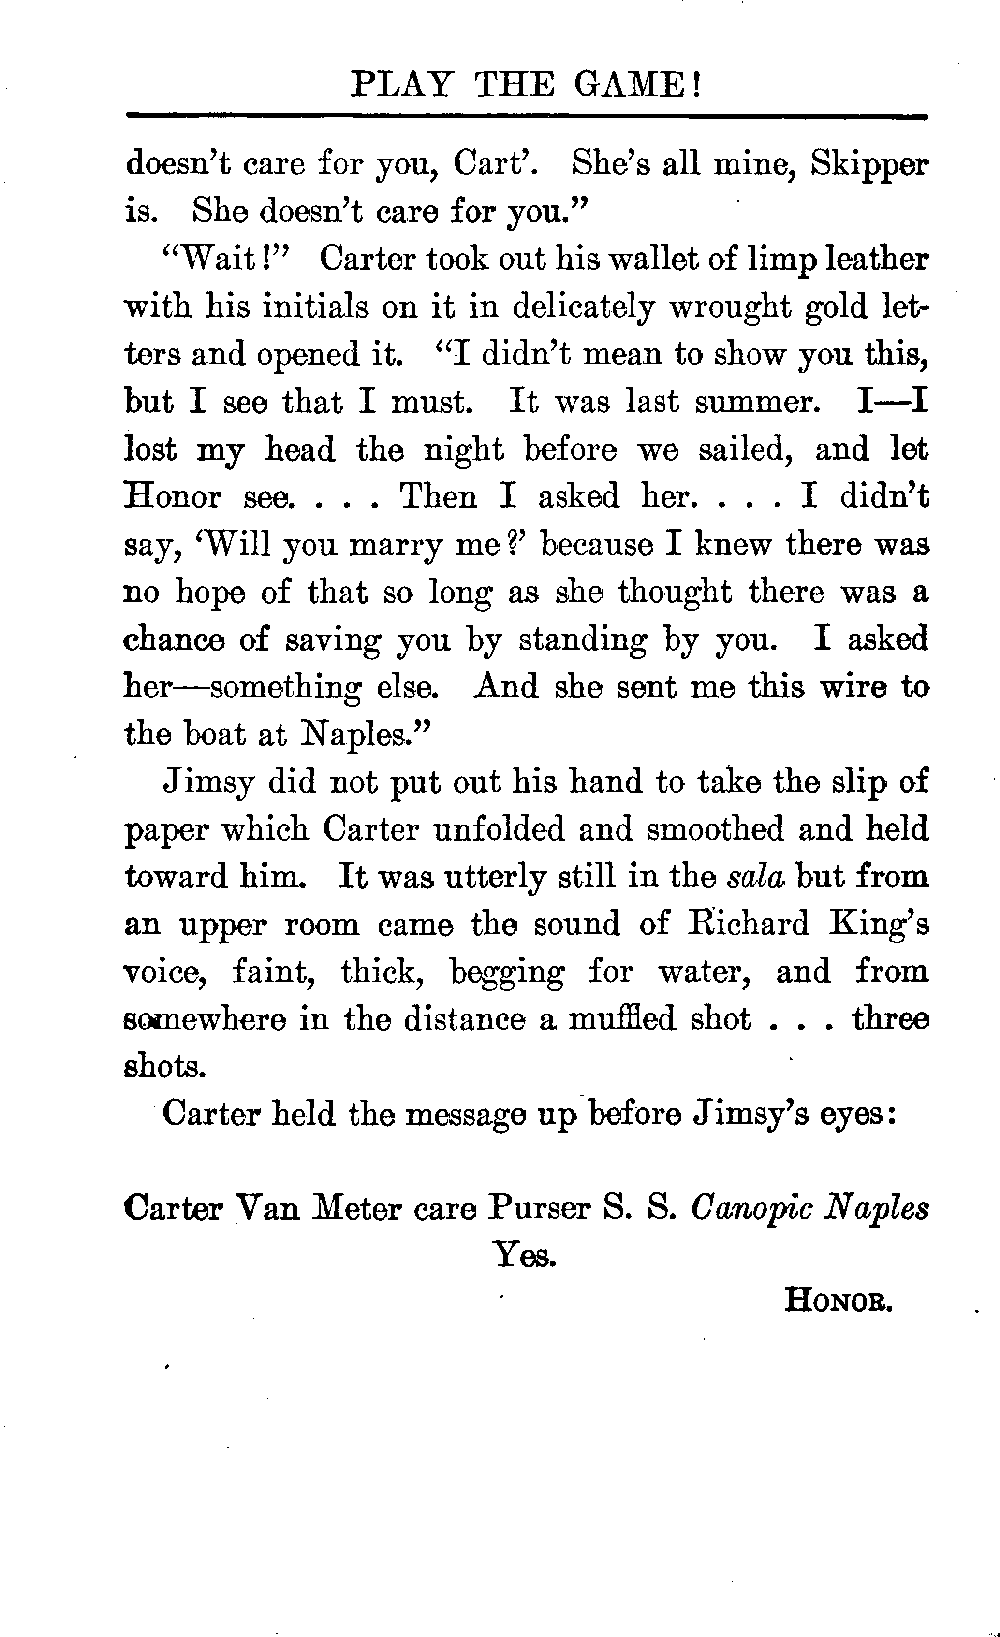 PLAY THE GAME!
doesn't care for you, Cart'. She's all mine, Skipper
is. She doesn't care for you."
"Wait!" Carter took out his wallet of limp leather
with his initials on it in delicately wrought gold let-
ters and opened it. "I didn't mean to show you this,
but I see that I must. It was last summer. I—I
lost my head the night before we sailed, and let
Honor see. . . . Then I asked her. . . . I didn't
say, 'Will you marry me?' because I knew there was
no hope of that so long as she thought there was a
chance of saving you by standing by you. I asked
her—something else. And she sent me this wire to
the boat at Naples."
Jimsy did not put out his hand to take the slip of
paper which Carter unfolded and smoothed and held
toward him. It was utterly still in the sala but from
an upper room came the sound of Richard King's
voice, faint, thick, begging for water, and from
somewhere in the distance a muffled shot . . . three
shots.
Carter held the message up before Jimsy's eyes:
Carter Van Meter care Purser S. S. Canopic Naples
Yes.
HONOR.